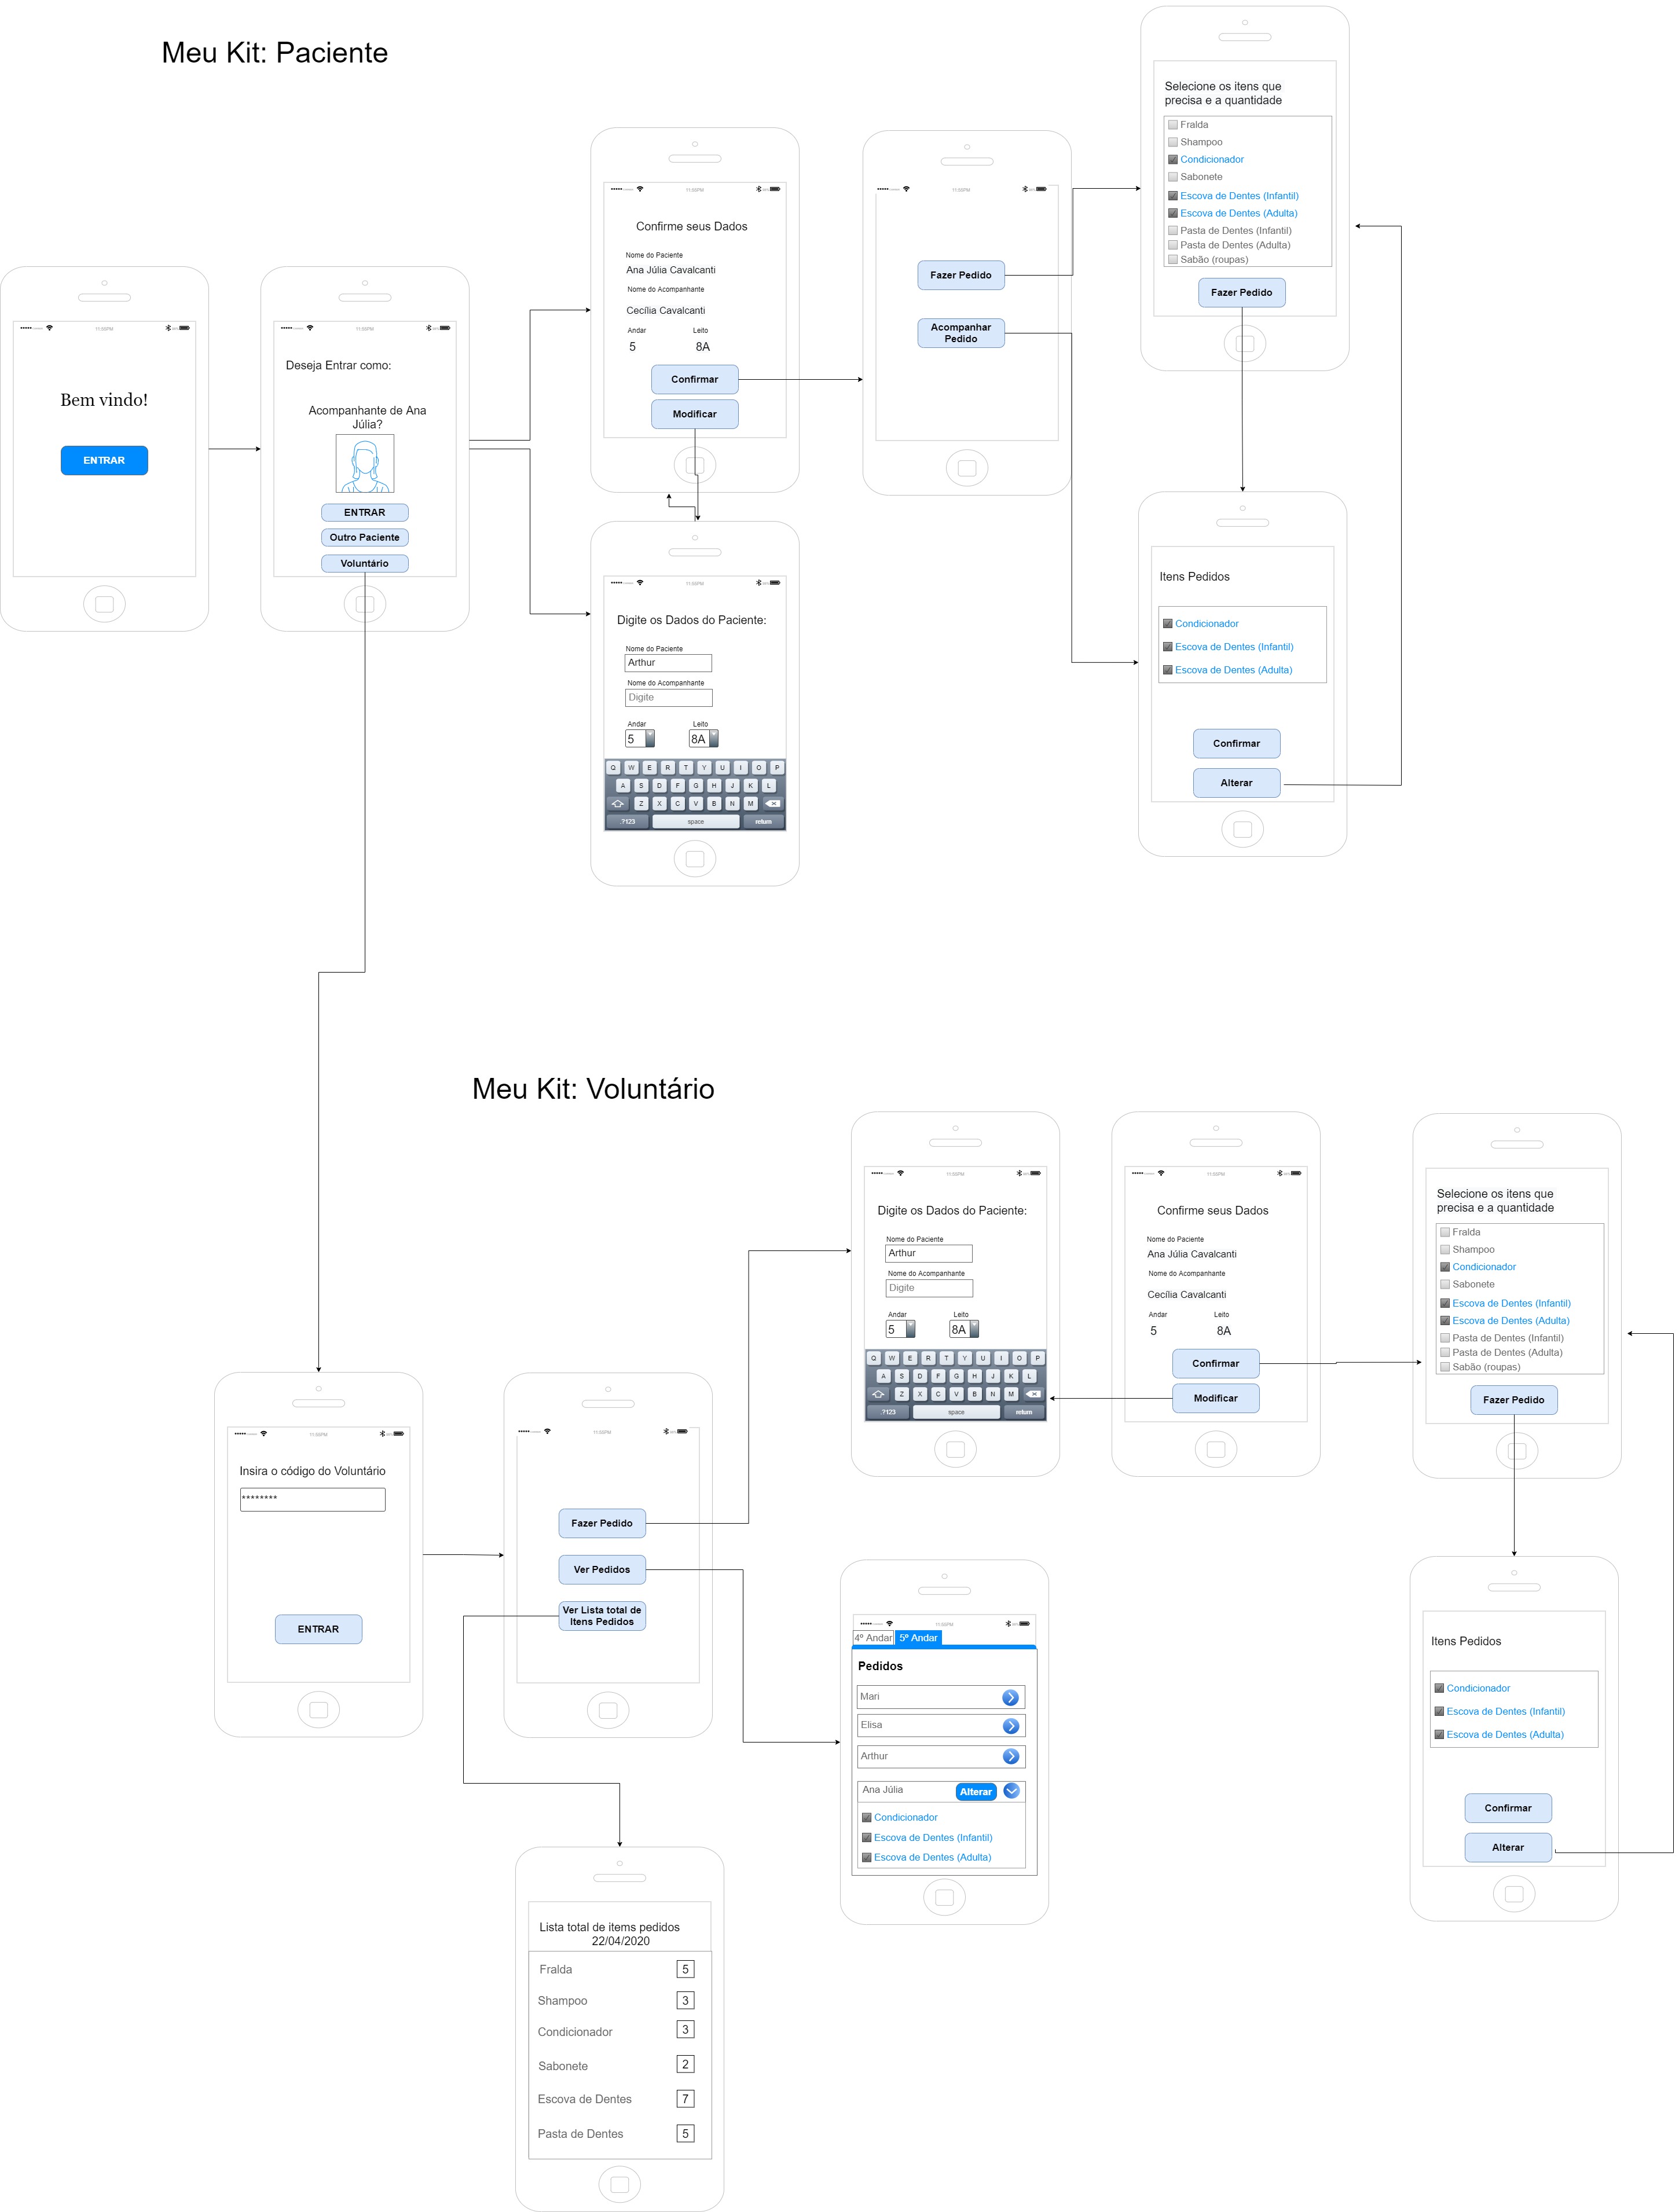 Meu Kit: Paciente
11:55PM
Bem vindo!
ENTRAR
11:55PM
Deseja Entrar como:
Acompanhante de Ana
Júlia?
ENTRAR
Outro Paciente
Voluntário
11:55PM
Confirme seus Dados
Nome do Paciente
Ana Júlia Cavalcanti
Nome do Acompanhante
Cecília Cavalcanti
Andar Leito
5 8A
Confirmar
Modificar
11:55PM
Digite os Dados do Paciente:
Nome do Paciente
Arthur
Nome do Acompanhante
Digite
Andar Leito
5 8A
Q W E R T Y U I O P
A S D F G H J K L
Z X C V B N M
.?123 space return
11:55PM
Fazer Pedido
Acompanhar
Pedido
Selecione os itens que
precisa e a quantidade
Fralda
Shampoo
Condicionador
Sabonete
Escova de Dentes (Infantil)
Escova de Dentes (Adulta)
Pasta de Dentes (Infantil)
Pasta de Dentes (Adulta)
Sabão (roupas)
Fazer Pedido
Itens Pedidos
Condicionador
Escova de Dentes (Infantil)
Escova de Dentes (Adulta)
Confirmar
Alterar
Meu Kit: Voluntário
11:55PM
Insira o código do Voluntário
********
ENTRAR
11:55PM
Fazer Pedido
Ver Pedidos
Ver Lista total de
Itens Pedidos
11:55PM
Digite os Dados do Paciente:
Nome do Paciente
Arthur
Nome do Acompanhante
Digite
Andar Leito
5 8A
Q W E R T Y U I O P
A S D F G H J K L
Z X C V B N M
.?123 space return
11:55PM
Confirme seus Dados
Nome do Paciente
Ana Júlia Cavalcanti
Nome do Acompanhante
Cecília Cavalcanti
Andar Leito
5 8A
Confirmar
Modificar
Selecione os itens que
precisa e a quantidade
Fralda
Shampoo
Condicionador
Sabonete
Escova de Dentes (Infantil)
Escova de Dentes (Adulta)
Pasta de Dentes (Infantil)
Pasta de Dentes (Adulta)
Sabão (roupas)
Fazer Pedido
11:55PM
4º Andar 5º Andar
Pedidos
Mari
Elisa
Arthur
Ana Júlia Alterar
Condicionador
Escova de Dentes (Infantil)
Escova de Dentes (Adulta)
Itens Pedidos
Condicionador
Escova de Dentes (Infantil)
Escova de Dentes (Adulta)
Confirmar
Alterar
Lista total de items pedidos
22/04/2020
Fralda 5
Shampoo 3
Condicionador 3
Sabonete 2
Escova de Dentes 7
Pasta de Dentes 5